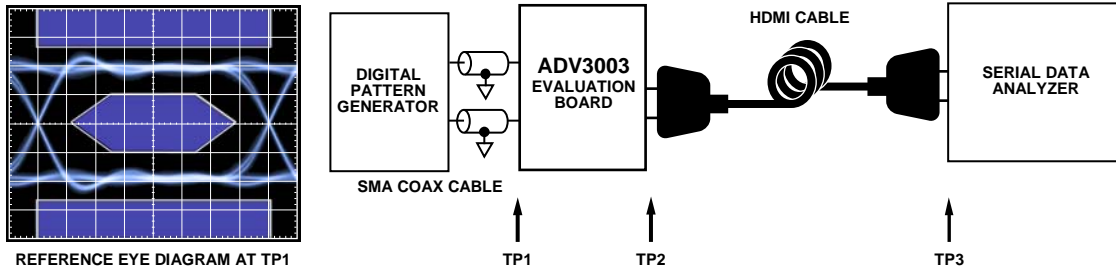 HDMI CABLE
DIGITAL
PATTERN
GENERATOR
ADV3003
EVALUATION
BOARD
SERIAL DATA
ANALYZER
SMA COAX CABLE
REFERENCE EYE DIAGRAM AT TP1
TP1
TP2
TP3